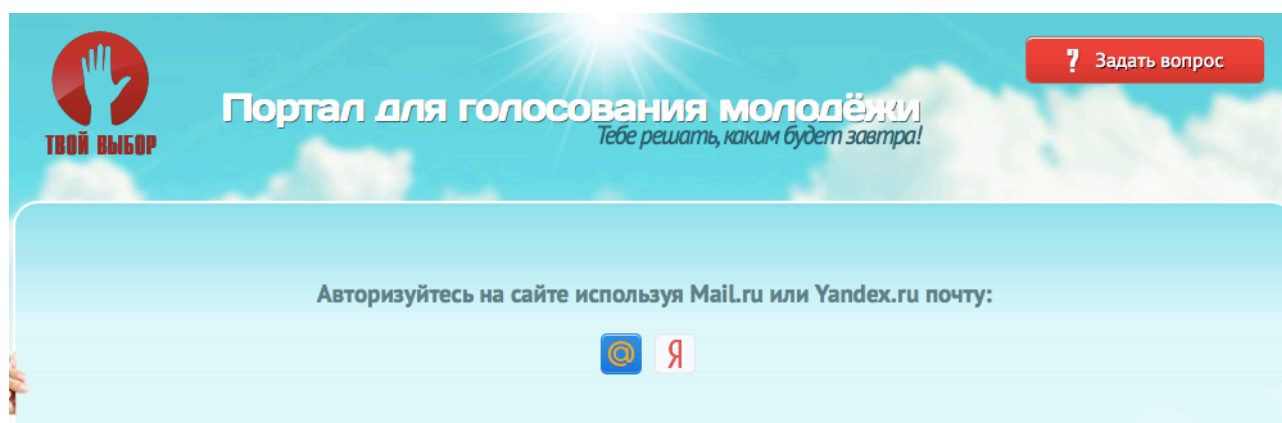 ? Задать вопрос
Портал для голосования молодёжи
Тебе решать, каким будет завтра!
ТВОЙ ВЫБОР
Авторизуйтесь на сайте используя Mail.ru или Yandex.ru почту:
@ Я